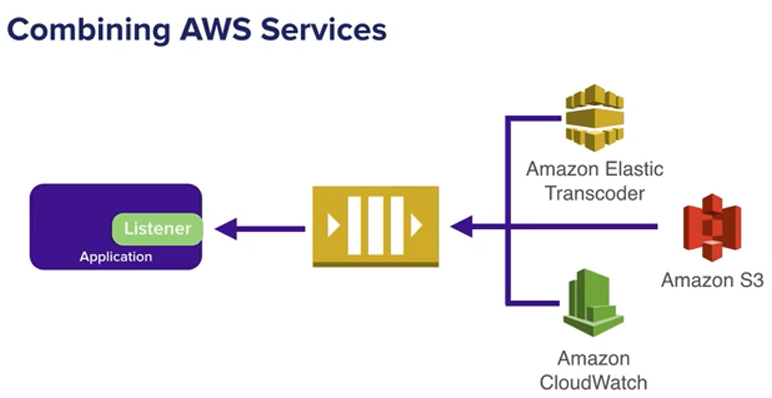 Combining AWS Services
Amazon Elastic
Transcoder
Listener
Application
Amazon S3
Amazon
CloudWatch